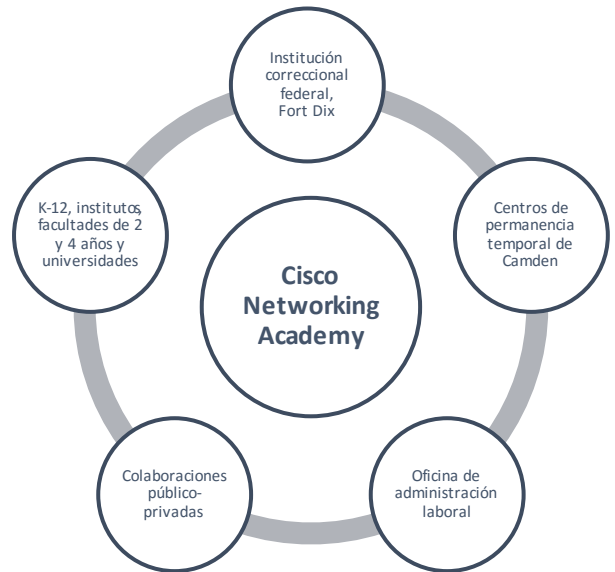 Institución
correccional
federal,
Fort Dix
K-12, institutos,
facultades de 2
y 4 años y
universidades
Centros de
permanencia
temporal de
Camden
Cisco
Networking
Academy
Colaboraciones
público-
privadas
Oficina de
administración
laboral